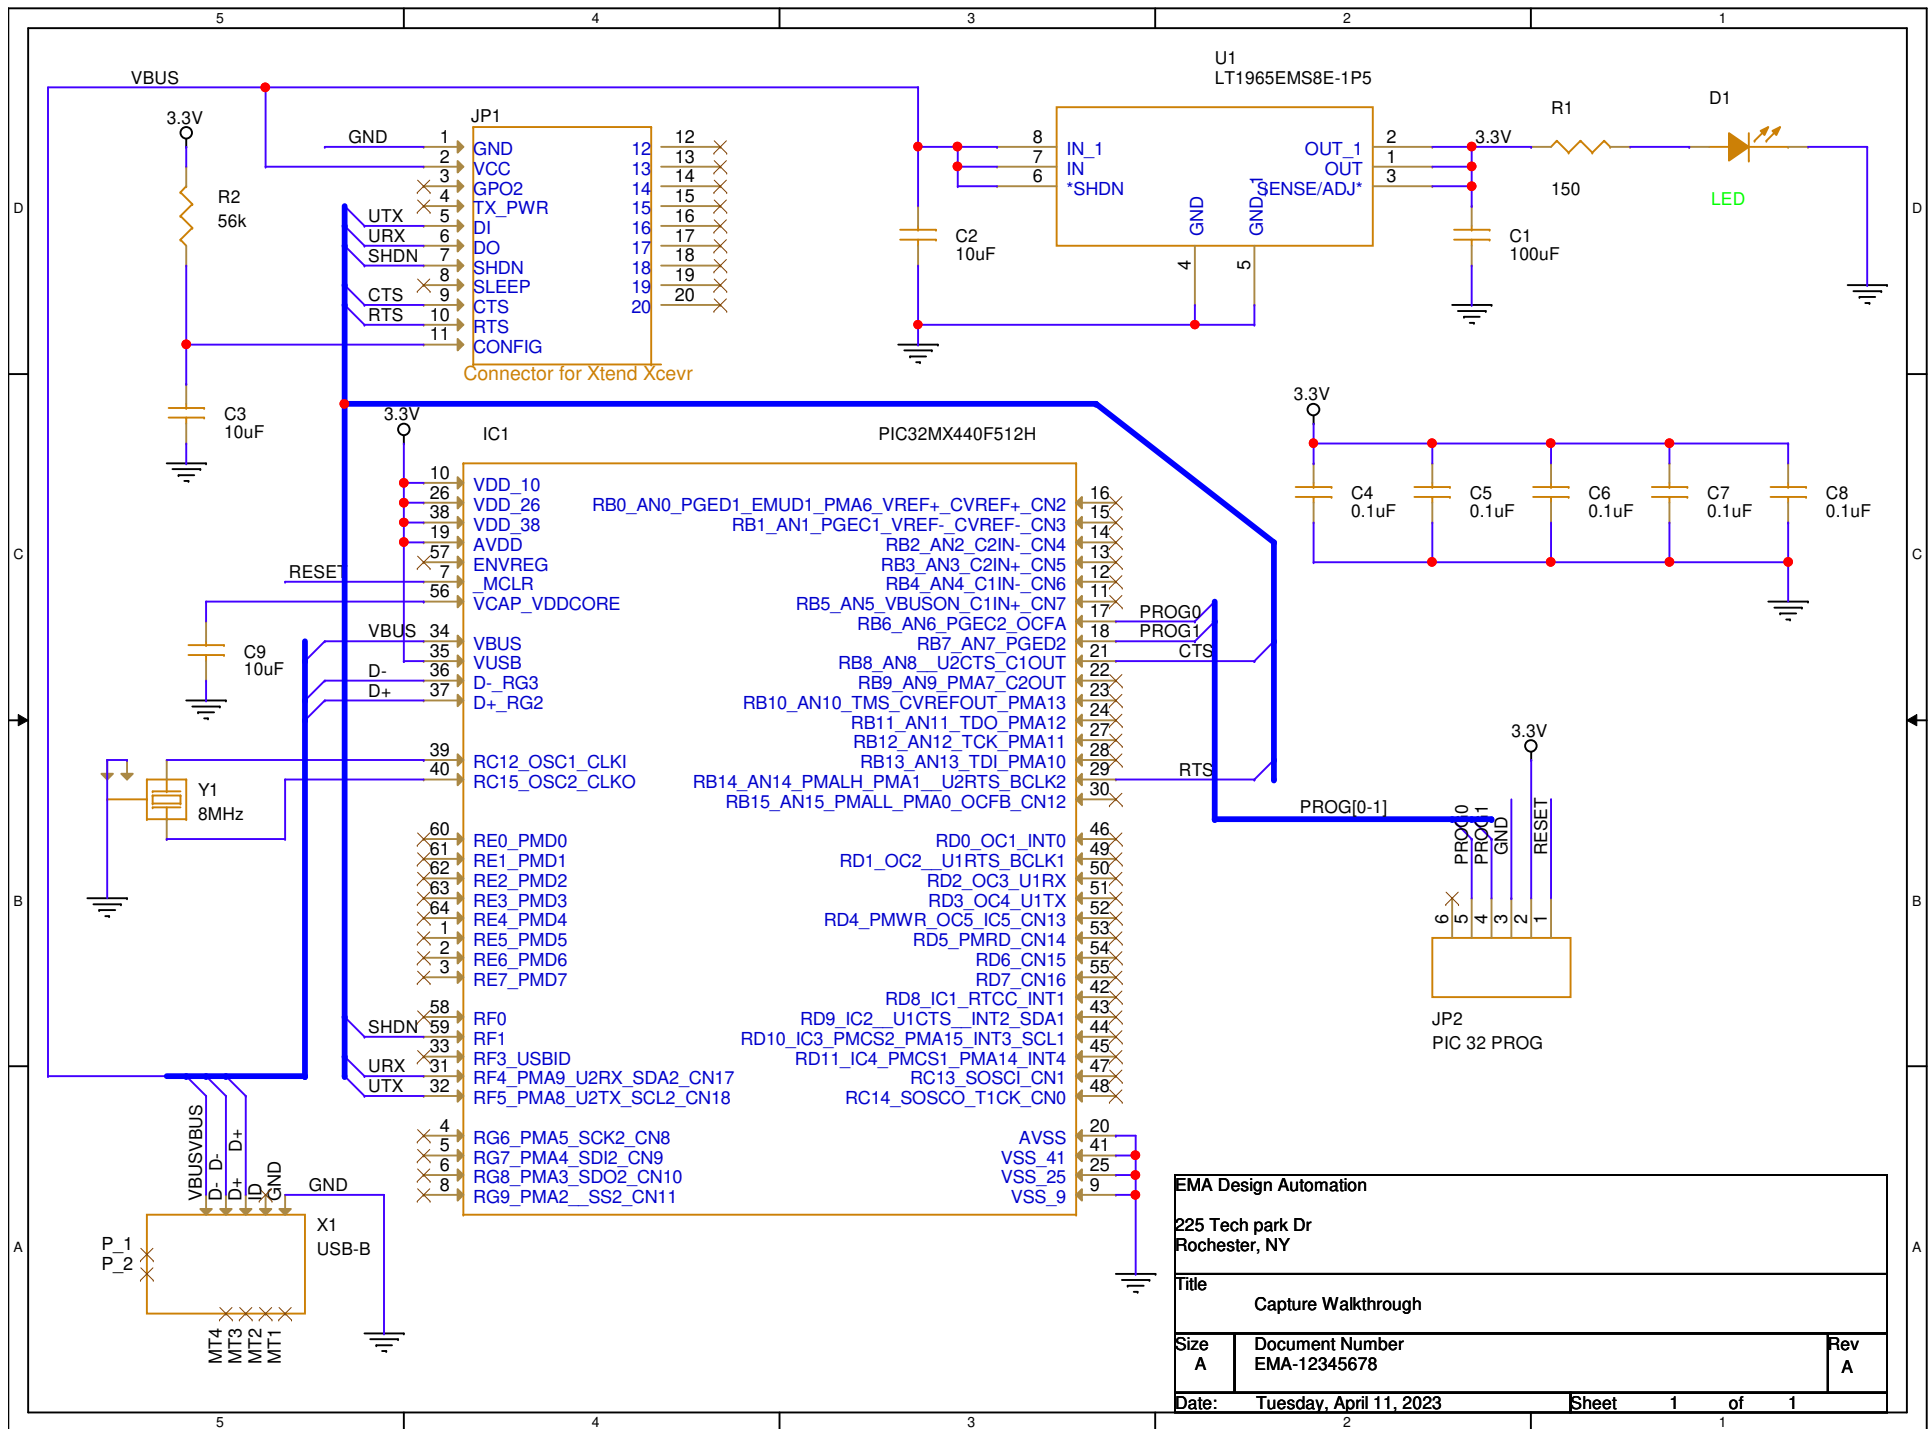 5 4 3 2 1
D
C
B
A
VBUS
3.3V
R2
56k
C3
10uF
JP1
GND 1 GND
2 VCC
3 GPO2
4 TX_PWR
UTX 5 DI
URX 6 DO
SHDN 7 SHDN
8 SLEEP
CTS 9 CTS
RTS 10 RTS
11 CONFIG
12 12
13 13
14 14
15 15
16 16
17 17
18 18
19 19
20 20
Connector for Xtend Xcevr
U1
LT1965EMS8E-1P5
8 IN_1
7 IN
6 *SHDN
OUT_1 2
OUT 1
SENSE/ADJ* 3
GND 4
GND_1 5
C2
10uF
3.3V
R1
150
D1
LED
C1
100uF
3.3V
C4
0.1uF
C5
0.1uF
C6
0.1uF
C7
0.1uF
C8
0.1uF
3.3V
IC1
PIC32MX440F512H
10 VDD_10
26 VDD_26
38 VDD_38
19 AVDD
57 ENVREG
RESET 7 _MCLR
56 VCAP_VDDCORE
VBUS 34 VBUS
35 VUSB
D- 36 D-_RG3
D+ 37 D+_RG2
39 RC12_OSC1_CLKI
40 RC15_OSC2_CLKO
60 RE0_PMD0
61 RE1_PMD1
62 RE2_PMD2
63 RE3_PMD3
64 RE4_PMD4
1 RE5_PMD5
2 RE6_PMD6
3 RE7_PMD7
58 RF0
SHDN 59 RF1
33 RF3_USBID
URX 31 RF4_PMA9_U2RX_SDA2_CN17
UTX 32 RF5_PMA8_U2TX_SCL2_CN18
4 RG6_PMA5_SCK2_CN8
5 RG7_PMA4_SDI2_CN9
6 RG8_PMA3_SDO2_CN10
8 RG9_PMA2__SS2_CN11
RB0_AN0_PGED1_EMUD1_PMA6_VREF+_CVREF+_CN2 16
RB1_AN1_PGEC1_VREF-_CVREF-_CN3 15
RB2_AN2_C2IN-_CN4 14
RB3_AN3_C2IN+_CN5 13
RB4_AN4_C1IN-_CN6 12
RB5_AN5_VBUSON_C1IN+_CN7 11
RB6_AN6_PGEC2_OCFA 17 PROG0
RB7_AN7_PGED2 18 PROG1
RB8_AN8__U2CTS_C1OUT 21 CTS
RB9_AN9_PMA7_C2OUT 22
RB10_AN10_TMS_CVREFOUT_PMA13 23
RB11_AN11_TDO_PMA12 24
RB12_AN12_TCK_PMA11 27
RB13_AN13_TDI_PMA10 28
RB14_AN14_PMALH_PMA1__U2RTS_BCLK2 29 RTS
RB15_AN15_PMALL_PMA0_OCFB_CN12 30
RD0_OC1_INT0 46
RD1_OC2__U1RTS_BCLK1 49
RD2_OC3_U1RX 50
RD3_OC4_U1TX 51
RD4_PMWR_OC5_IC5_CN13 52
RD5_PMRD_CN14 53
RD6_CN15 54
RD7_CN16 55
RD8_IC1_RTCC_INT1 42
RD9_IC2__U1CTS__INT2_SDA1 43
RD10_IC3_PMCS2_PMA15_INT3_SCL1 44
RD11_IC4_PMCS1_PMA14_INT4 45
RC13_SOSCI_CN1 47
RC14_SOSCO_T1CK_CN0 48
AVSS 20
VSS_41 41
VSS_25 25
VSS_9 9
C9
10uF
Y1
8MHz
PROG[0-1]
3.3V
PROG0
PROG1
GND
RESET
6 5 4 3 2 1
JP2
PIC 32 PROG
VBUS VBUS
D- D-
D+ D+
ID
GND
GND
X1
USB-B
P_1
P_2
MT4
MT3
MT2
MT1
EMA Design Automation
225 Tech park Dr
Rochester, NY
Title
Capture Walkthrough
Size
A
Document Number
EMA-12345678
Rev
A
Date: Tuesday, April 11, 2023
Sheet 1 of 1
D
C
B
A
5 4 3 2 1